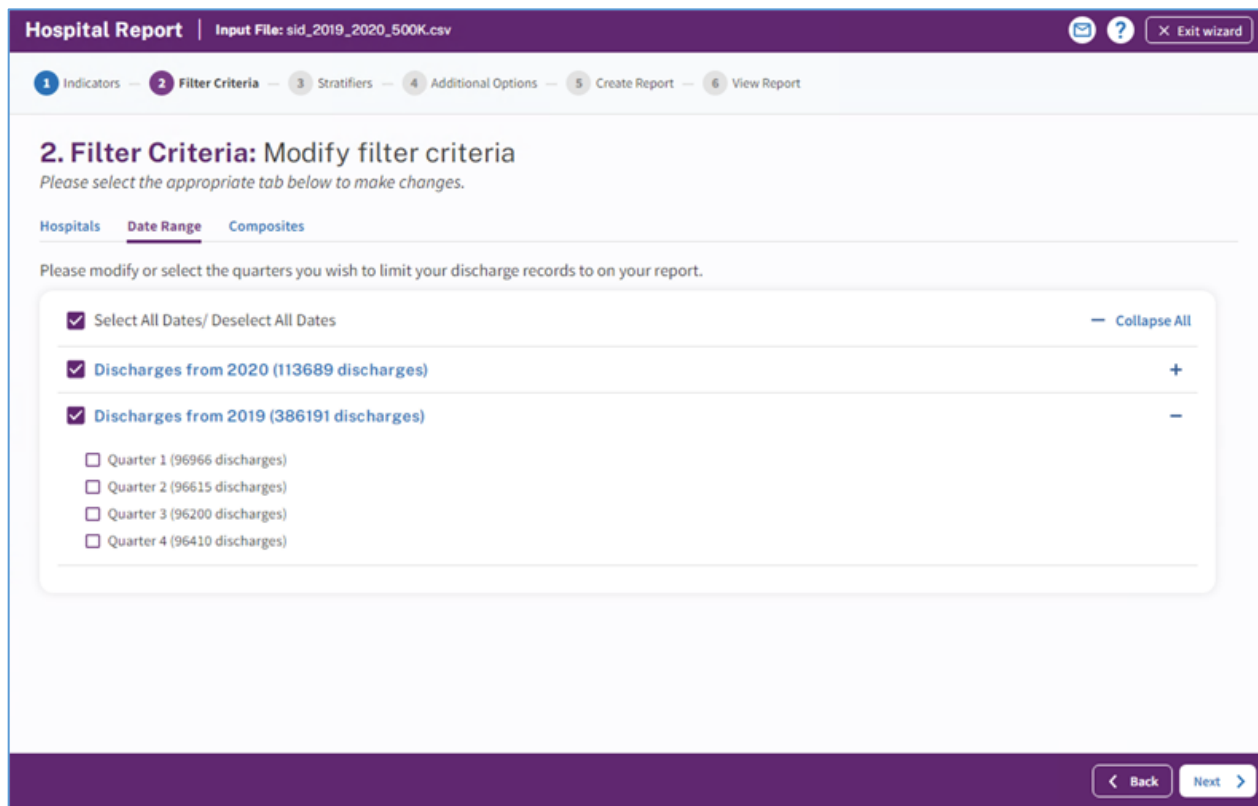 Hospital Report | Input File: sid_2019_2020_500K.csv ? × Exit wizard
1 Indicators — 2 Filter Criteria — 3 Stratifiers — 4 Additional Options — 5 Create Report — 6 View Report
2. Filter Criteria: Modify filter criteria
Please select the appropriate tab below to make changes.
Hospitals Date Range Composites
Please modify or select the quarters you wish to limit your discharge records to on your report.
Select All Dates/ Deselect All Dates — Collapse All
Discharges from 2020 (113689 discharges) +
Discharges from 2019 (386191 discharges) −
Quarter 1 (96966 discharges)
Quarter 2 (96615 discharges)
Quarter 3 (96200 discharges)
Quarter 4 (96410 discharges)
Back Next